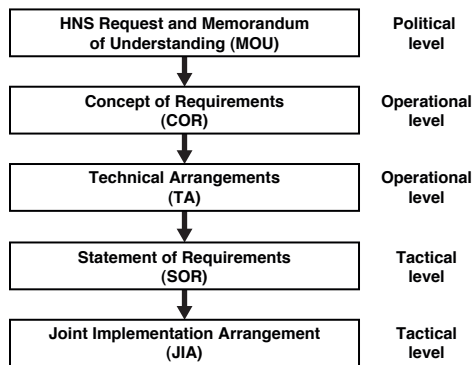 HNS Request and Memorandum
of Understanding (MOU)
Political
level
Concept of Requirements
(COR)
Operational
level
Technical Arrangements
(TA)
Operational
level
Statement of Requirements
(SOR)
Tactical
level
Joint Implementation Arrangement
(JIA)
Tactical
level